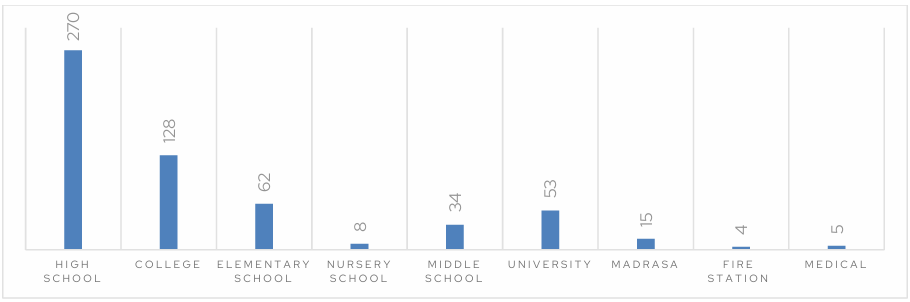 270
128
62
8
34
53
15
4
5
HIGH
SCHOOL
COLLEGE
ELEMENTARY
SCHOOL
NURSERY
SCHOOL
MIDDLE
SCHOOL
UNIVERSITY
MADRASA
FIRE
STATION
MEDICAL